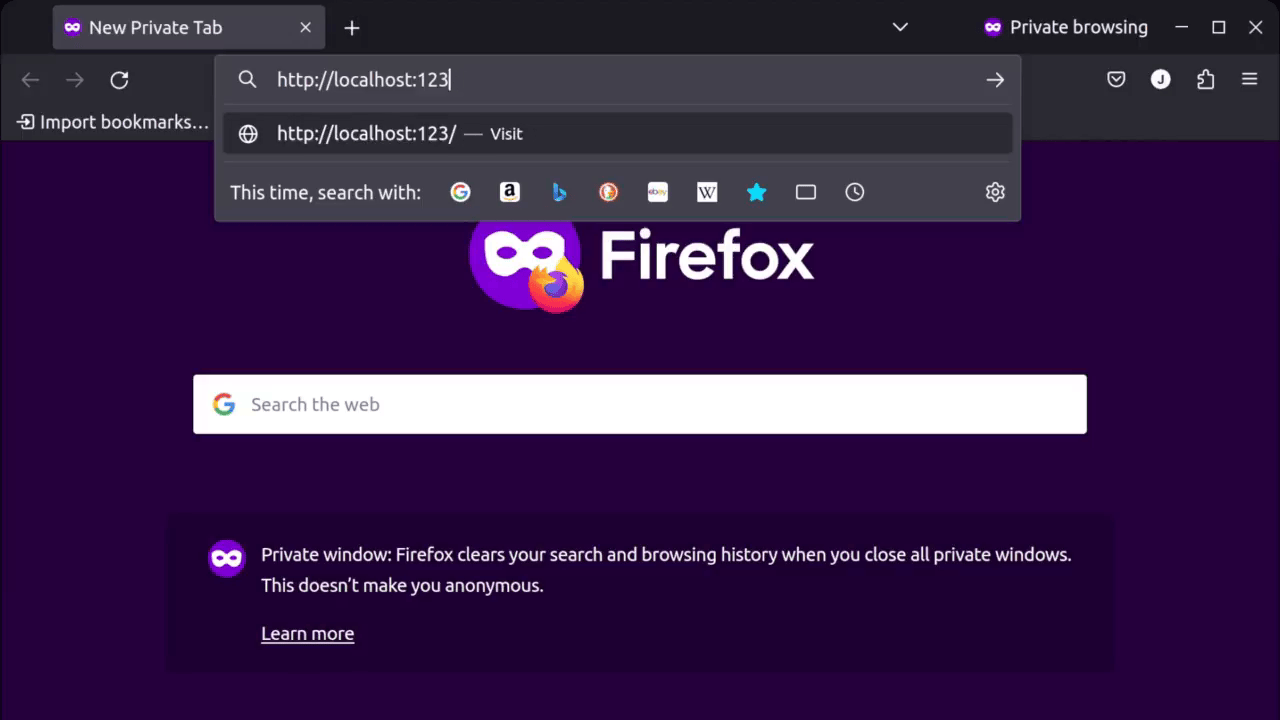 New Private Tab
Private browsing
http://localhost:123
Import bookmarks…
http://localhost:123/ — Visit
This time, search with:
a
ebay
W
J
Firefox
Search the web
Private window: Firefox clears your search and browsing history when you close all private windows.
This doesn’t make you anonymous.
Learn more